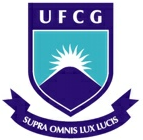 UFCG
SUPRA OMNIS LUX LUCIS